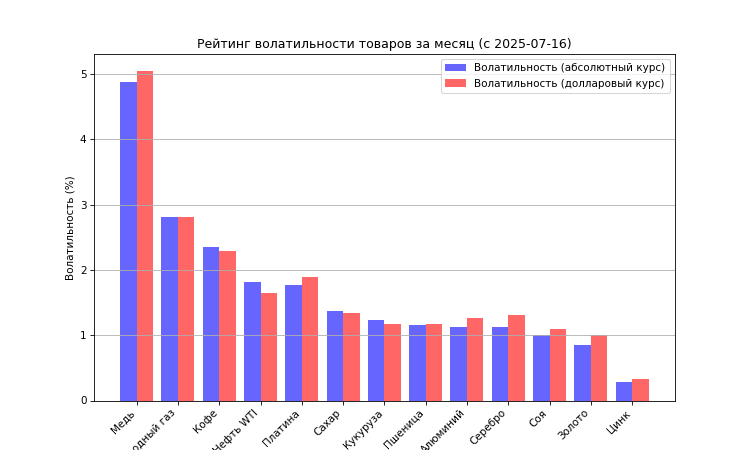 Рейтинг волатильности товаров за месяц (с 2025-07-16)
Волатильность (абсолютный курс)
Волатильность (долларовый курс)
Волатильность (%)
5
4
3
2
1
0
Медь
газ
Кофе
Нефть WTI
Платина
Сахар
Кукуруза
Пшеница
Алюминий
Серебро
Соя
Золото
Цинк